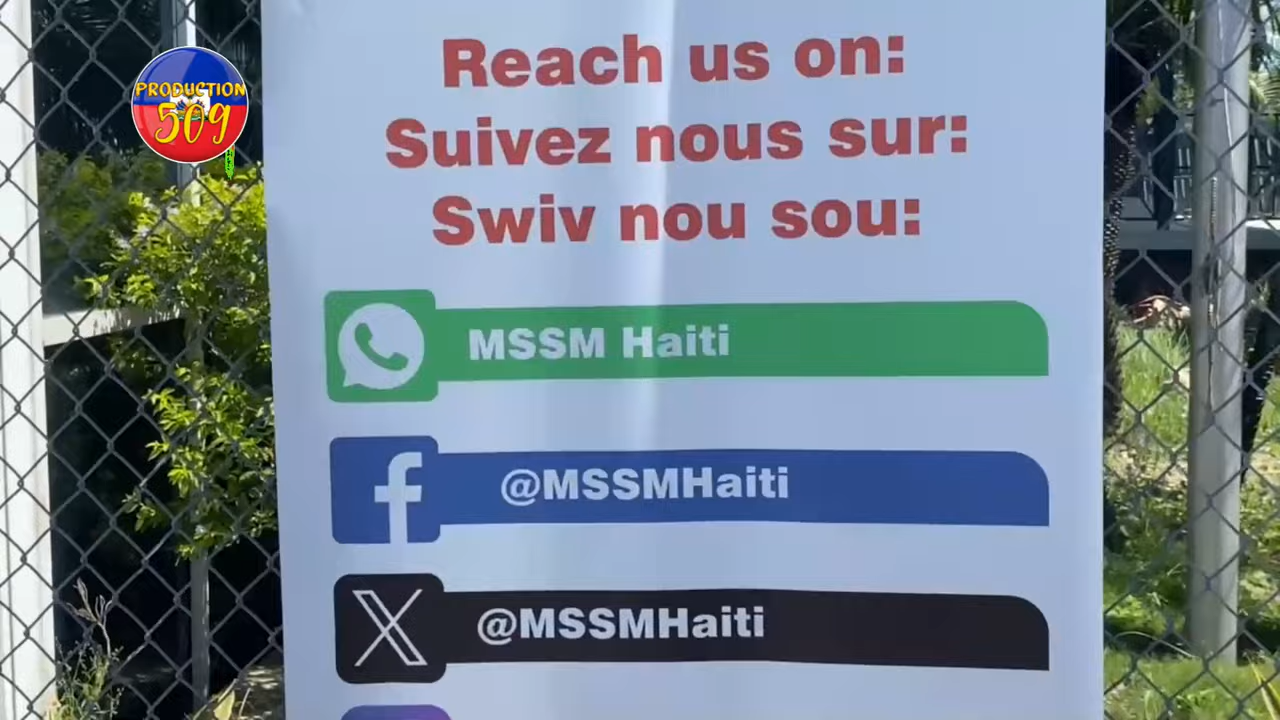 PRODUCTION
509
Reach us on:
Suivez nous sur:
Swiv nou sou:
MSSM Haiti
@MSSMHaiti
@MSSMHaiti